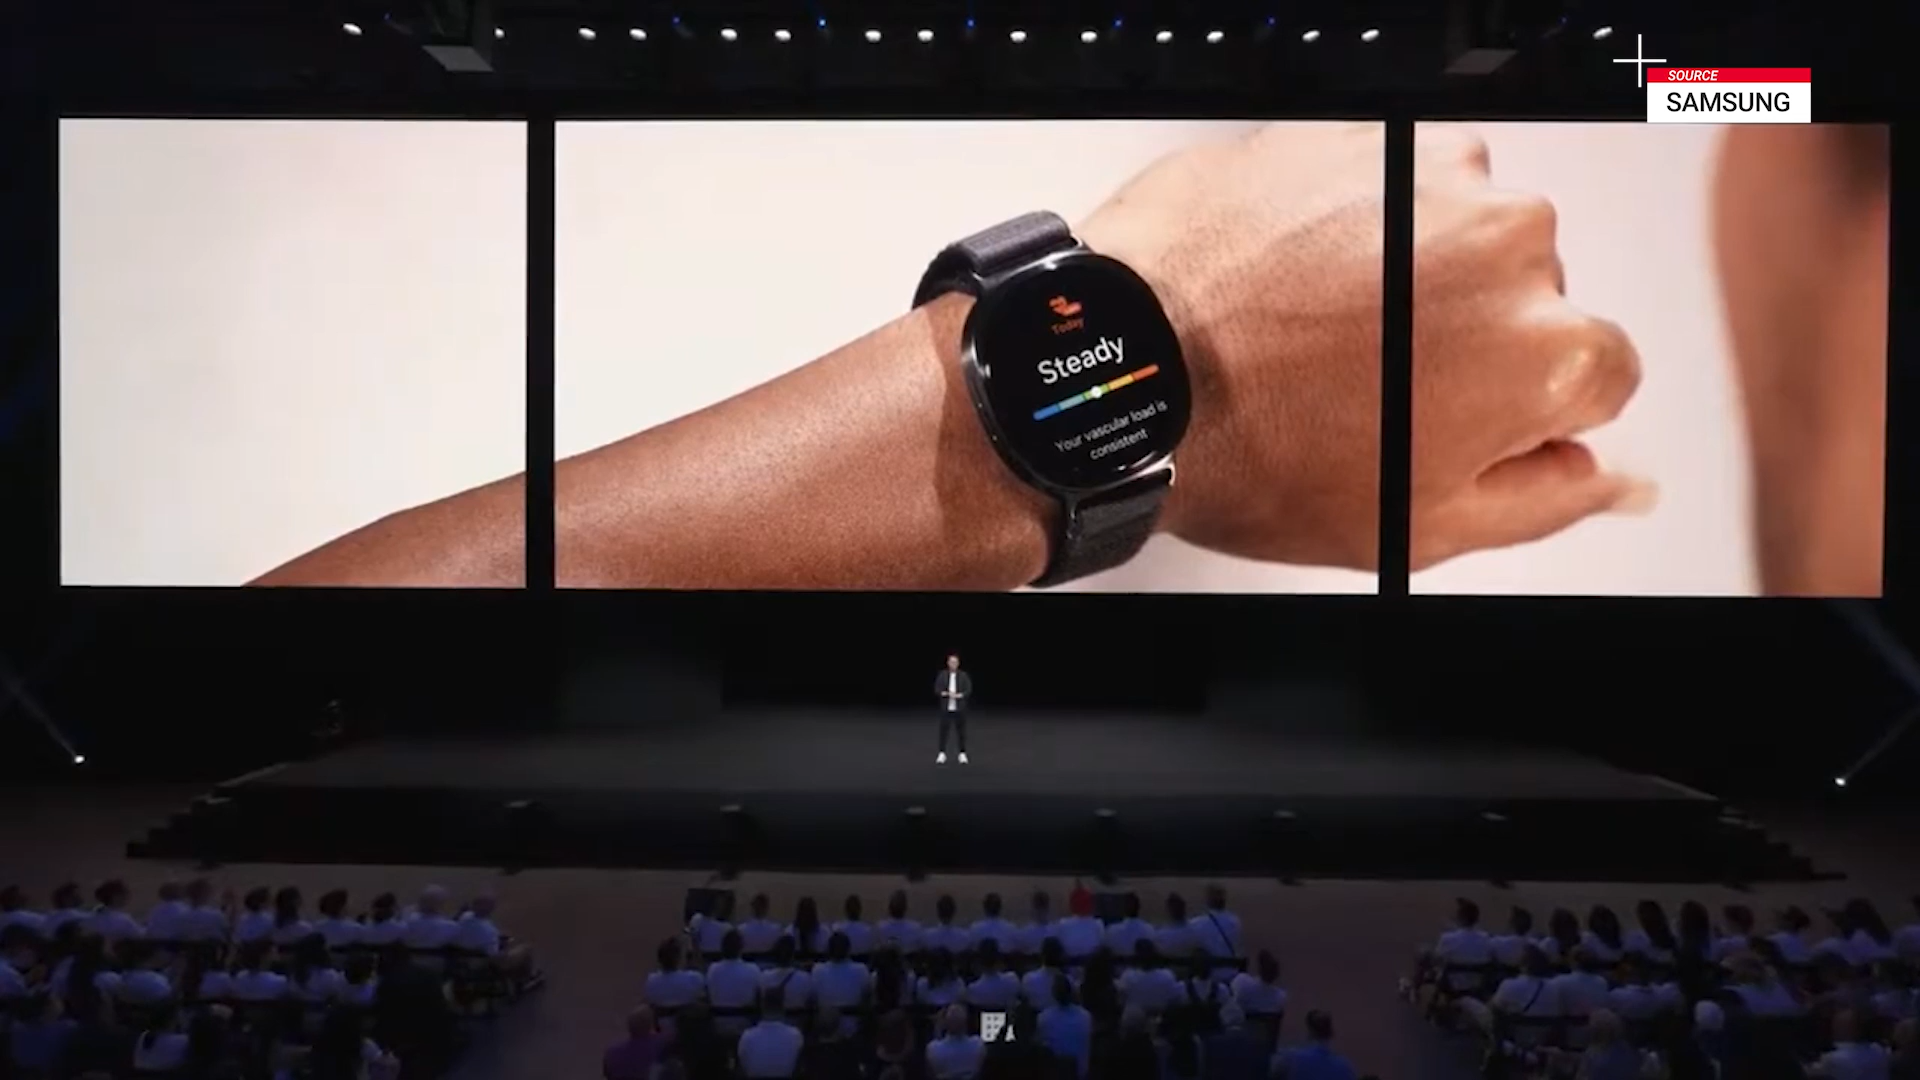 SOURCE
SAMSUNG
Today
Steady
Your vascular load is
consistent